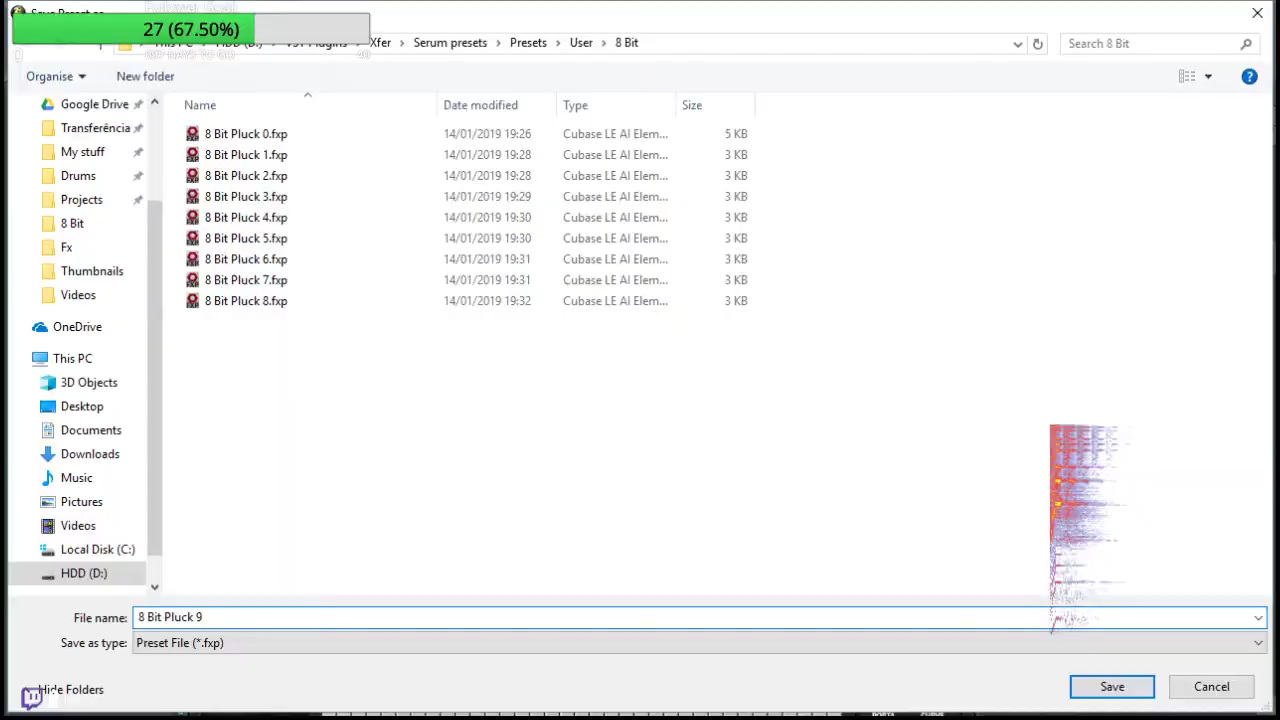 Save Preset as
Follower Goal
27 (67.50%)
0
40
This PC > HDD (D:) > VST Plugins > Xfer > Serum presets > Presets > User > 8 Bit
Search 8 Bit
Organise
New folder
Name
Date modified
Type
Size
Google Drive
Transferência
My stuff
Drums
Projects
8 Bit
Fx
Thumbnails
Videos
OneDrive
This PC
3D Objects
Desktop
Documents
Downloads
Music
Pictures
Videos
Local Disk (C:)
HDD (D:)
8 Bit Pluck 0.fxp 14/01/2019 19:26 Cubase LE AI Elem... 5 KB
8 Bit Pluck 1.fxp 14/01/2019 19:28 Cubase LE AI Elem... 3 KB
8 Bit Pluck 2.fxp 14/01/2019 19:28 Cubase LE AI Elem... 3 KB
8 Bit Pluck 3.fxp 14/01/2019 19:29 Cubase LE AI Elem... 3 KB
8 Bit Pluck 4.fxp 14/01/2019 19:30 Cubase LE AI Elem... 3 KB
8 Bit Pluck 5.fxp 14/01/2019 19:30 Cubase LE AI Elem... 3 KB
8 Bit Pluck 6.fxp 14/01/2019 19:31 Cubase LE AI Elem... 3 KB
8 Bit Pluck 7.fxp 14/01/2019 19:31 Cubase LE AI Elem... 3 KB
8 Bit Pluck 8.fxp 14/01/2019 19:32 Cubase LE AI Elem... 3 KB
File name: 8 Bit Pluck 9
Save as type: Preset File (*.fxp)
Hide Folders
Save
Cancel